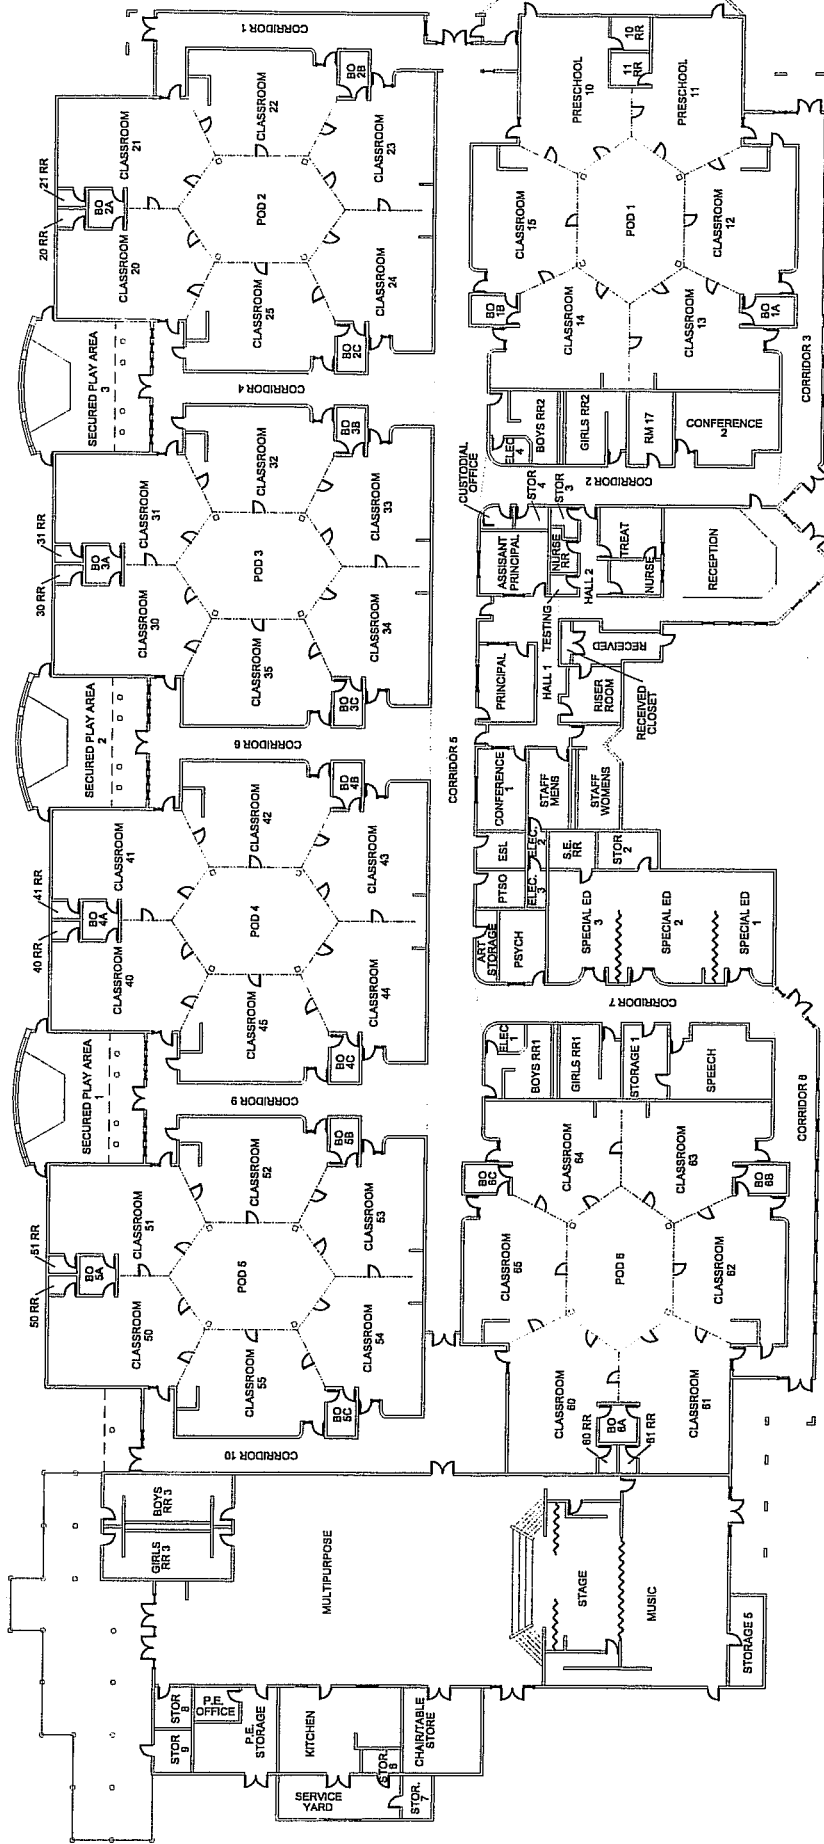 SERVICE
YARD
STOR.
7
STOR.
6
KITCHEN
CHAIR/TABLE
STORE
STOR
9
STOR
8
P.E.
OFFICE
P.E.
STORAGE
MULTIPURPOSE
GIRLS
RR 3
BOYS
RR 3
STAGE
MUSIC
STORAGE 5
CORRIDOR 10
50 RR
51 RR
BO
5A
CLASSROOM
50
CLASSROOM
51
CLASSROOM
55
POD 5
CLASSROOM
52
CLASSROOM
54
CLASSROOM
53
BO
5C
BO
5B
SECURED PLAY AREA
1
CORRIDOR 9
40 RR
41 RR
BO
4A
CLASSROOM
40
CLASSROOM
41
CLASSROOM
45
POD 4
CLASSROOM
42
CLASSROOM
44
CLASSROOM
43
BO
4C
BO
4B
SECURED PLAY AREA
2
CORRIDOR 6
30 RR
31 RR
BO
3A
CLASSROOM
30
CLASSROOM
31
CLASSROOM
35
POD 3
CLASSROOM
32
CLASSROOM
34
CLASSROOM
33
BO
3C
BO
3B
SECURED PLAY AREA
3
CORRIDOR 4
20 RR
21 RR
BO
2A
CLASSROOM
20
CLASSROOM
21
CLASSROOM
25
POD 2
CLASSROOM
22
CLASSROOM
24
CLASSROOM
23
BO
2C
BO
2B
CORRIDOR 1
CORRIDOR 5
CLASSROOM
65
BO
6C
CLASSROOM
64
CLASSROOM
60
60 RR
BO
6A
61 RR
POD 6
CLASSROOM
61
CLASSROOM
62
CLASSROOM
63
BO
6B
ELEC
1
BOYS RR1
GIRLS RR1
STORAGE 1
SPEECH
CORRIDOR 8
CORRIDOR 7
ART
STORAGE
PSYCH
PTSO
ESL
ELEC.
3
ELEC.
2
CONFERENCE
1
STAFF
MENS
STAFF
WOMENS
S.E.
RR
STOR
2
SPECIAL ED
3
SPECIAL ED
2
SPECIAL ED
1
PRINCIPAL
HALL 1
RISER
ROOM
RECEIVED
RECEIVED
CLOSET
TESTING
ASSISANT
PRINCIPAL
CUSTODIAL
OFFICE
STOR
4
STOR
3
NURSE
RR
HALL 2
NURSE
TREAT
RECEPTION
CORRIDOR 2
ELEC
4
BOYS RR2
GIRLS RR2
RM 17
CONFERENCE
2
CORRIDOR 3
BO
1B
CLASSROOM
15
CLASSROOM
14
POD 1
CLASSROOM
13
CLASSROOM
12
BO
1A
PRESCHOOL
10
PRESCHOOL
11
11
RR
10
RR